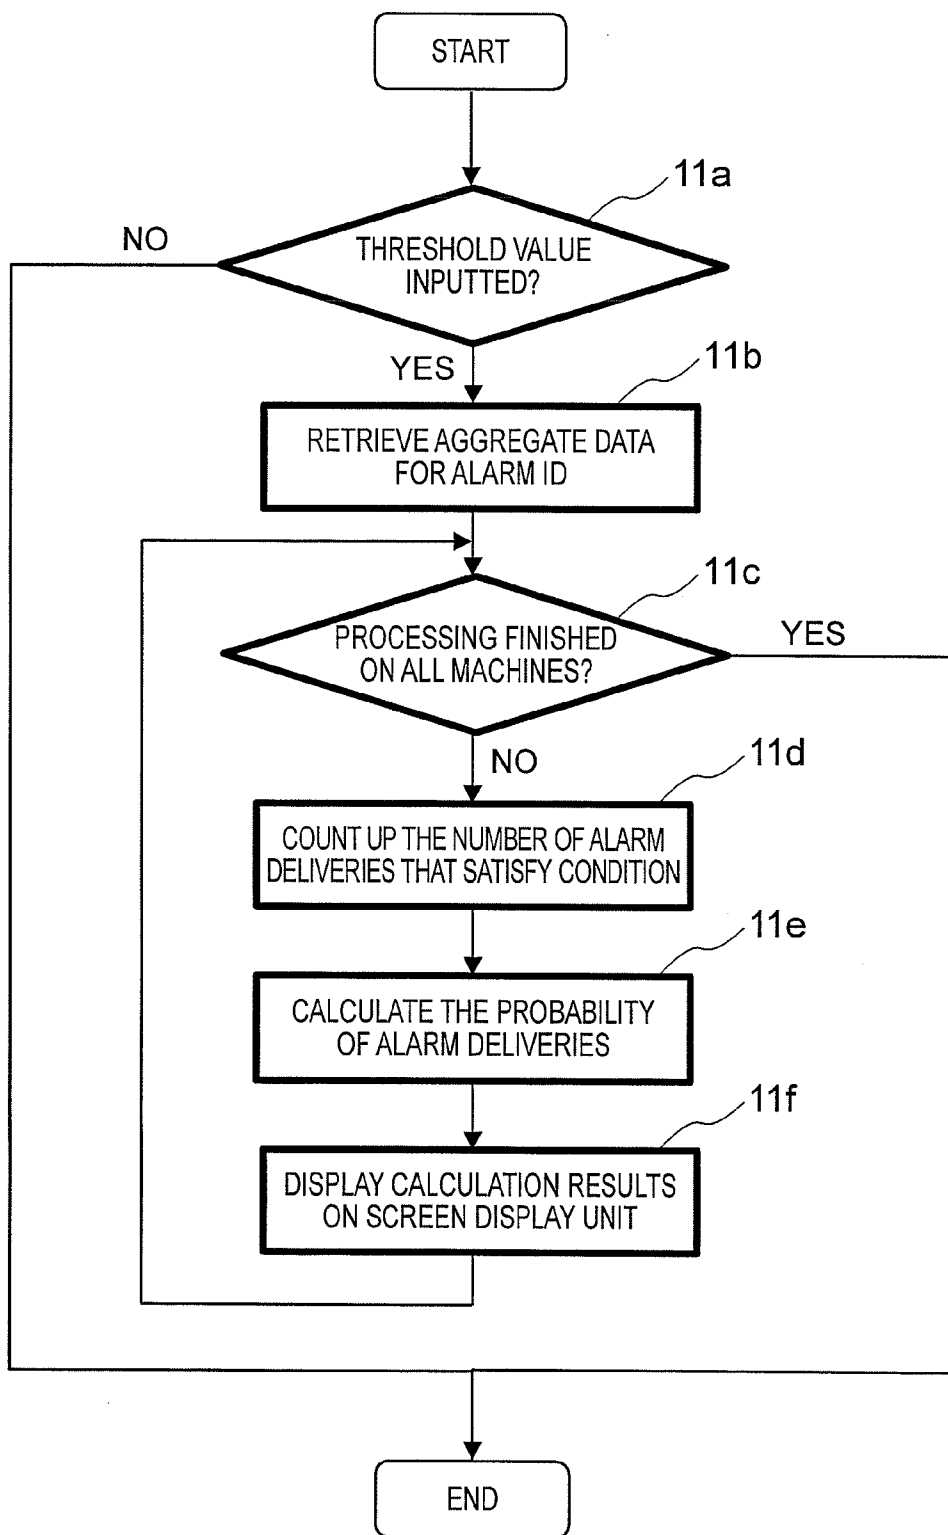 START
11a
NO
THRESHOLD VALUE
INPUTTED?
YES
11b
RETRIEVE AGGREGATE DATA
FOR ALARM ID
11c
PROCESSING FINISHED
ON ALL MACHINES?
YES
NO
11d
COUNT UP THE NUMBER OF ALARM
DELIVERIES THAT SATISFY CONDITION
11e
CALCULATE THE PROBABILITY
OF ALARM DELIVERIES
11f
DISPLAY CALCULATION RESULTS
ON SCREEN DISPLAY UNIT
END